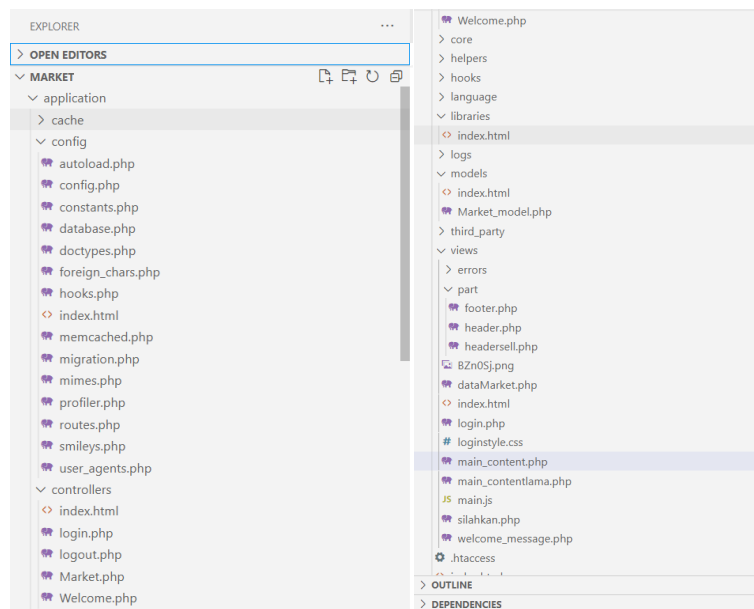 EXPLORER
OPEN EDITORS
MARKET
application
cache
config
autoload.php
config.php
constants.php
database.php
doctypes.php
foreign_chars.php
hooks.php
index.html
memcached.php
migration.php
mimes.php
profiler.php
routes.php
smileys.php
user_agents.php
controllers
index.html
login.php
logout.php
Market.php
Welcome.php
Welcome.php
core
helpers
hooks
language
libraries
index.html
logs
models
index.html
Market_model.php
third_party
views
errors
part
footer.php
header.php
headersell.php
BZn0Sj.png
dataMarket.php
index.html
login.php
# loginstyle.css
main_content.php
main_contentlama.php
JS main.js
silahkan.php
welcome_message.php
.htaccess
OUTLINE
DEPENDENCIES